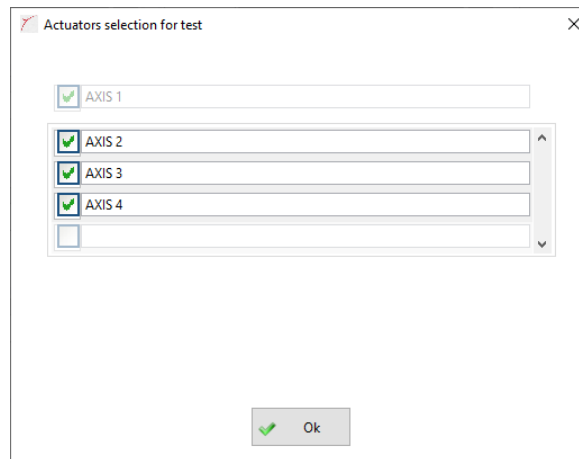 Actuators selection for test
AXIS 1
AXIS 2
AXIS 3
AXIS 4
Ok